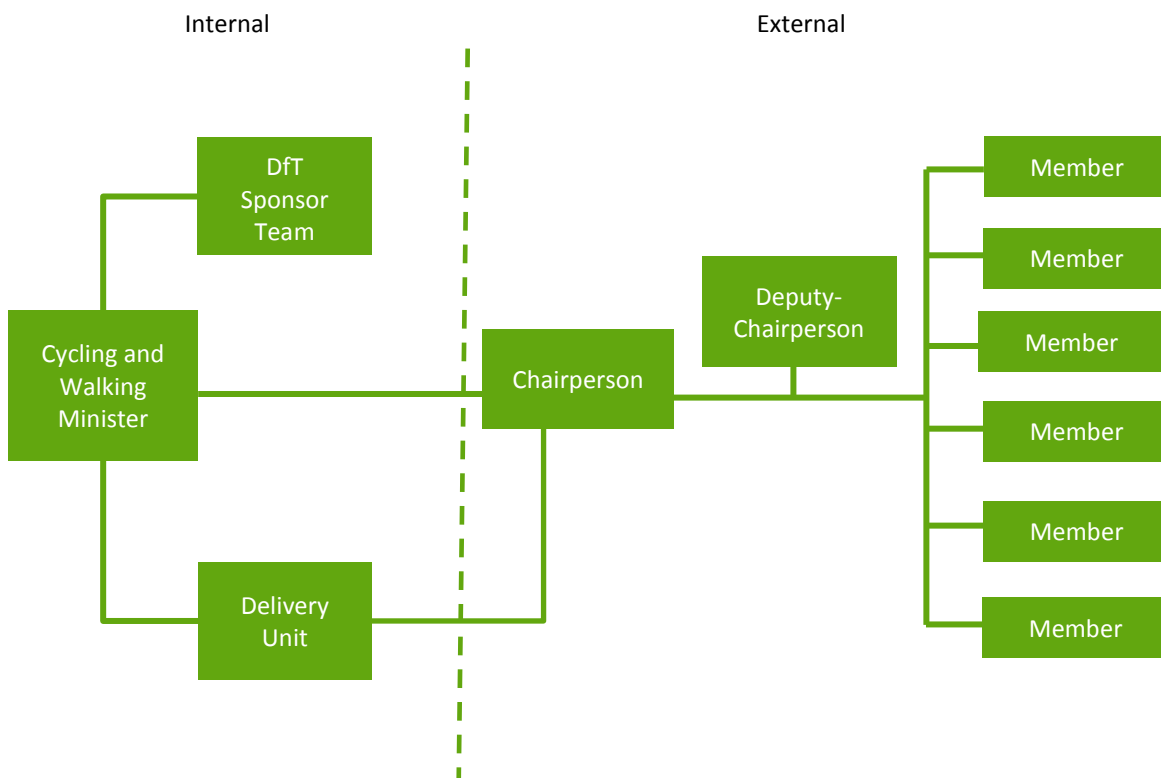 Internal
External
DfT
Sponsor
Team
Cycling and
Walking
Minister
Delivery
Unit
Chairperson
Deputy-
Chairperson
Member
Member
Member
Member
Member
Member